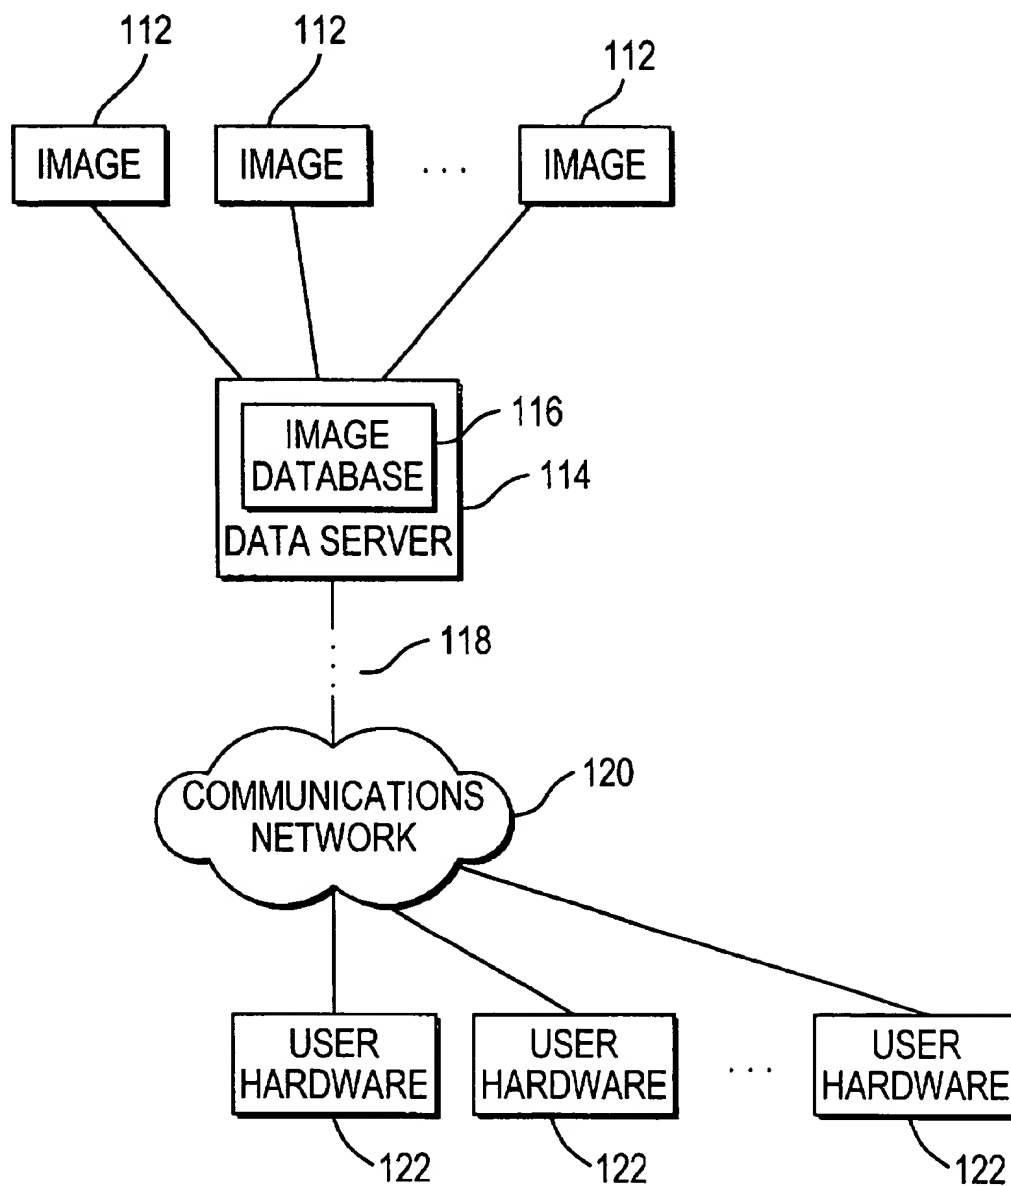 112
112
112
IMAGE
IMAGE
. . .
IMAGE
IMAGE
DATABASE
116
114
DATA SERVER
118
COMMUNICATIONS
NETWORK
120
USER
HARDWARE
USER
HARDWARE
. . .
USER
HARDWARE
122
122
122